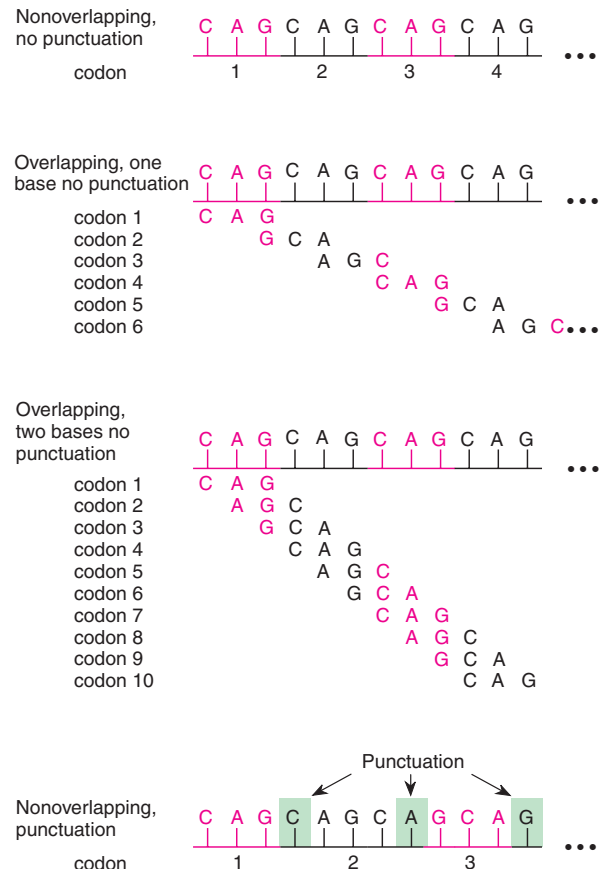 Nonoverlapping,
no punctuation
C A G C A G C A G C A G
codon 1 2 3 4 •••
Overlapping, one
base no punctuation
C A G C A G C A G C A G
•••
codon 1 C A G
codon 2 G C A
codon 3 A G C
codon 4 C A G
codon 5 G C A
codon 6 A G C•••
Overlapping,
two bases no
punctuation
C A G C A G C A G C A G
•••
codon 1 C A G
codon 2 A G C
codon 3 G C A
codon 4 C A G
codon 5 A G C
codon 6 G C A
codon 7 C A G
codon 8 A G C
codon 9 G C A
codon 10 C A G
Punctuation
Nonoverlapping,
punctuation
C A G C A G C A G C A G
codon 1 2 3 •••